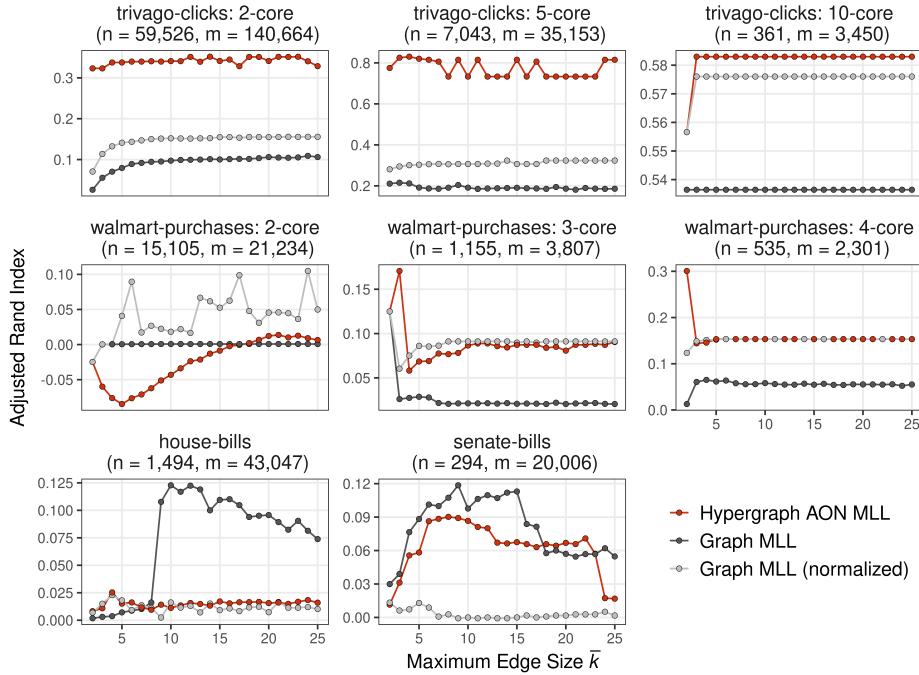 trivago-clicks: 2-core
(n = 59,526, m = 140,664)
trivago-clicks: 5-core
(n = 7,043, m = 35,153)
trivago-clicks: 10-core
(n = 361, m = 3,450)
0.3
0.2
0.1
0.8
0.6
0.4
0.2
0.58
0.57
0.56
0.55
0.54
walmart-purchases: 2-core
(n = 15,105, m = 21,234)
walmart-purchases: 3-core
(n = 1,155, m = 3,807)
walmart-purchases: 4-core
(n = 535, m = 2,301)
Adjusted Rand Index
0.10
0.05
0.00
-0.05
0.15
0.10
0.05
0.3
0.2
0.1
0.0
5 10 15 20 25
house-bills
(n = 1,494, m = 43,047)
senate-bills
(n = 294, m = 20,006)
0.125
0.100
0.075
0.050
0.025
0.000
5 10 15 20 25
0.12
0.09
0.06
0.03
0.00
5 10 15 20 25
Hypergraph AON MLL
Graph MLL
Graph MLL (normalized)
Maximum Edge Size k̄